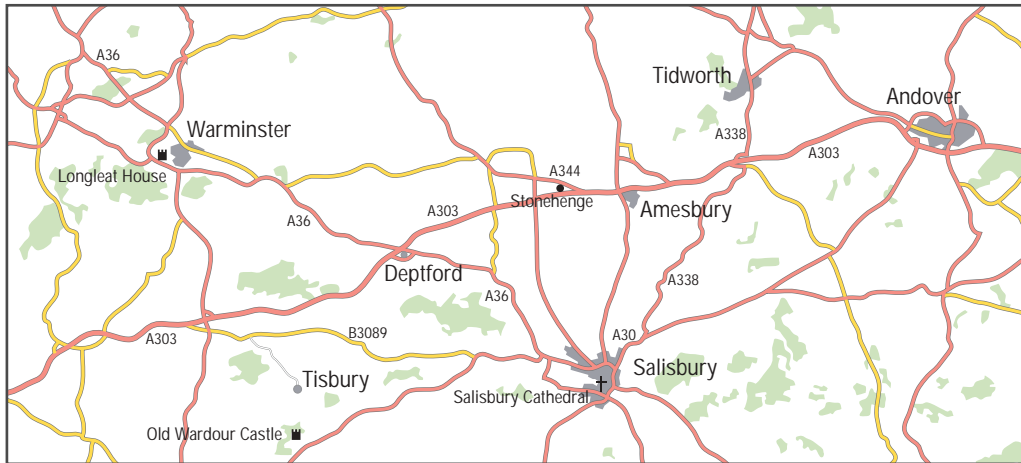 A36
Tidworth
Andover
Warminster
A338
A303
Longleat House
A344
Stonehenge
Amesbury
A303
A36
Deptford
A338
A36
A303
B3089
A30
Tisbury
Salisbury
Salisbury Cathedral
Old Wardour Castle